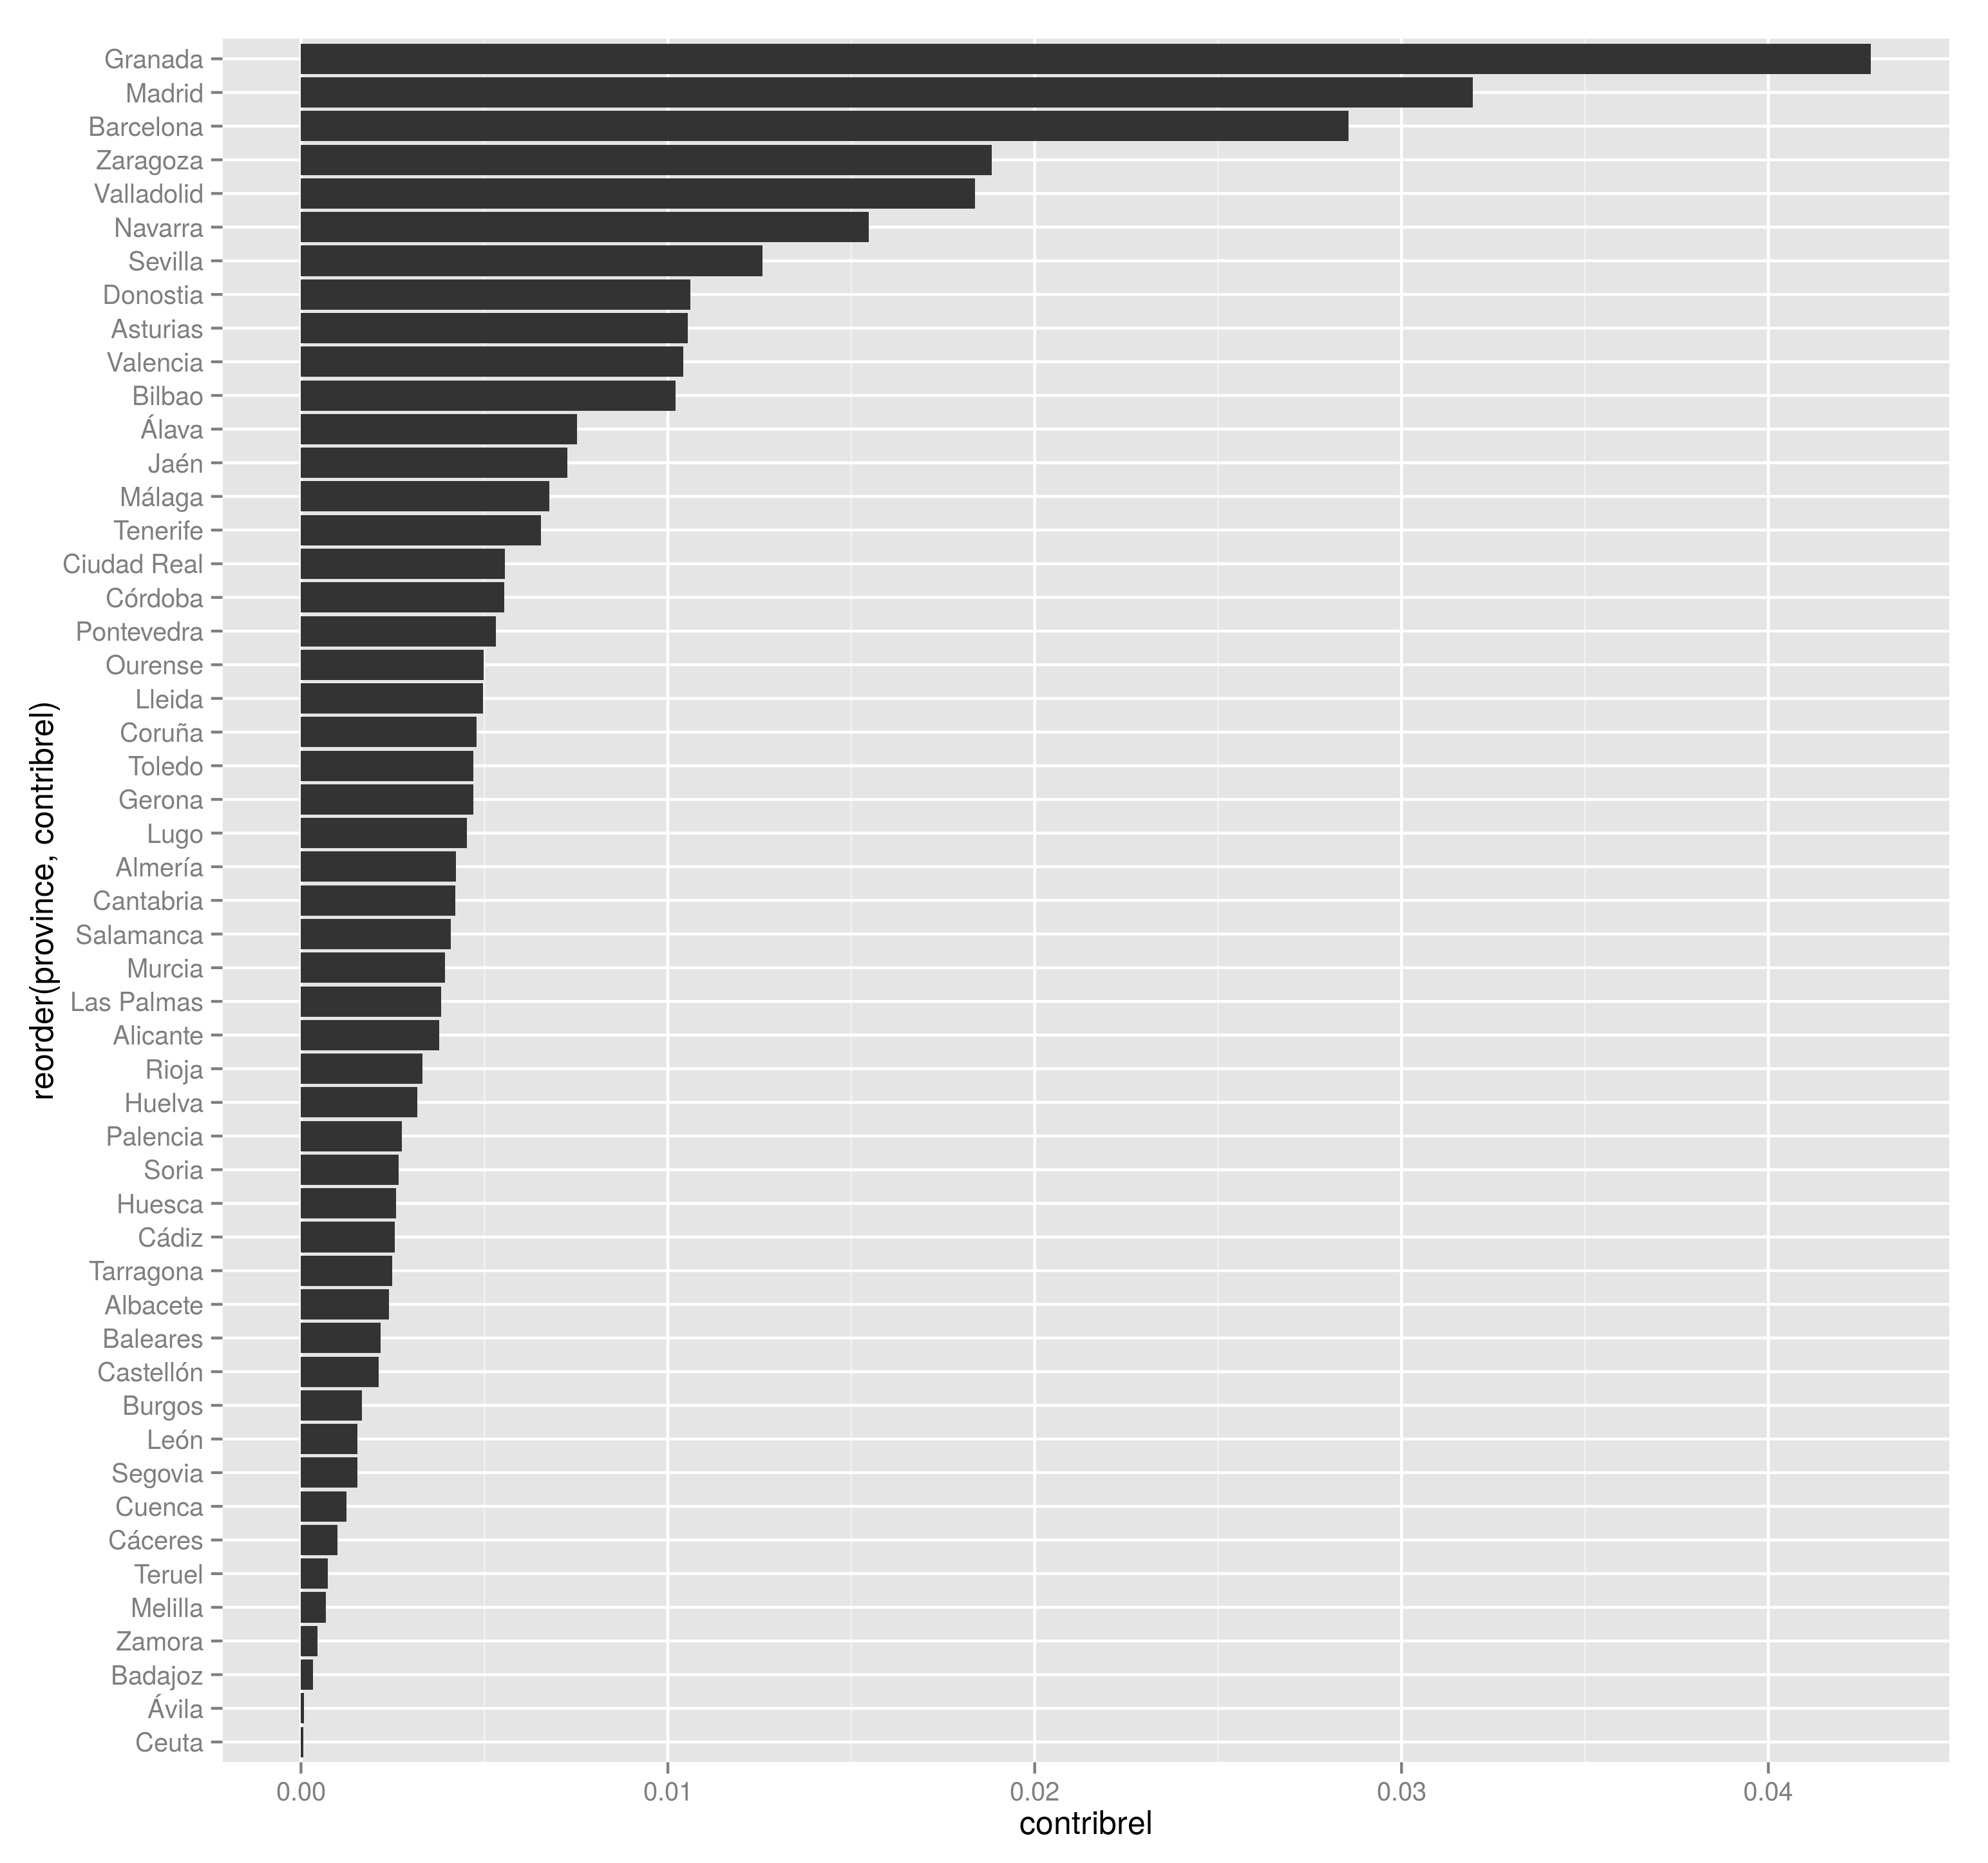 Granada
Madrid
Barcelona
Zaragoza
Valladolid
Navarra
Sevilla
Donostia
Asturias
Valencia
Bilbao
Álava
Jaén
Málaga
Tenerife
Ciudad Real
Córdoba
Pontevedra
Ourense
Lleida
Coruña
Toledo
Gerona
Lugo
Almería
Cantabria
Salamanca
Murcia
Las Palmas
Alicante
Rioja
Huelva
Palencia
Soria
Huesca
Cádiz
Tarragona
Albacete
Baleares
Castellón
Burgos
León
Segovia
Cuenca
Cáceres
Teruel
Melilla
Zamora
Badajoz
Ávila
Ceuta
reorder(province, contribrel)
0.00 0.01 0.02 0.03 0.04
contribrel